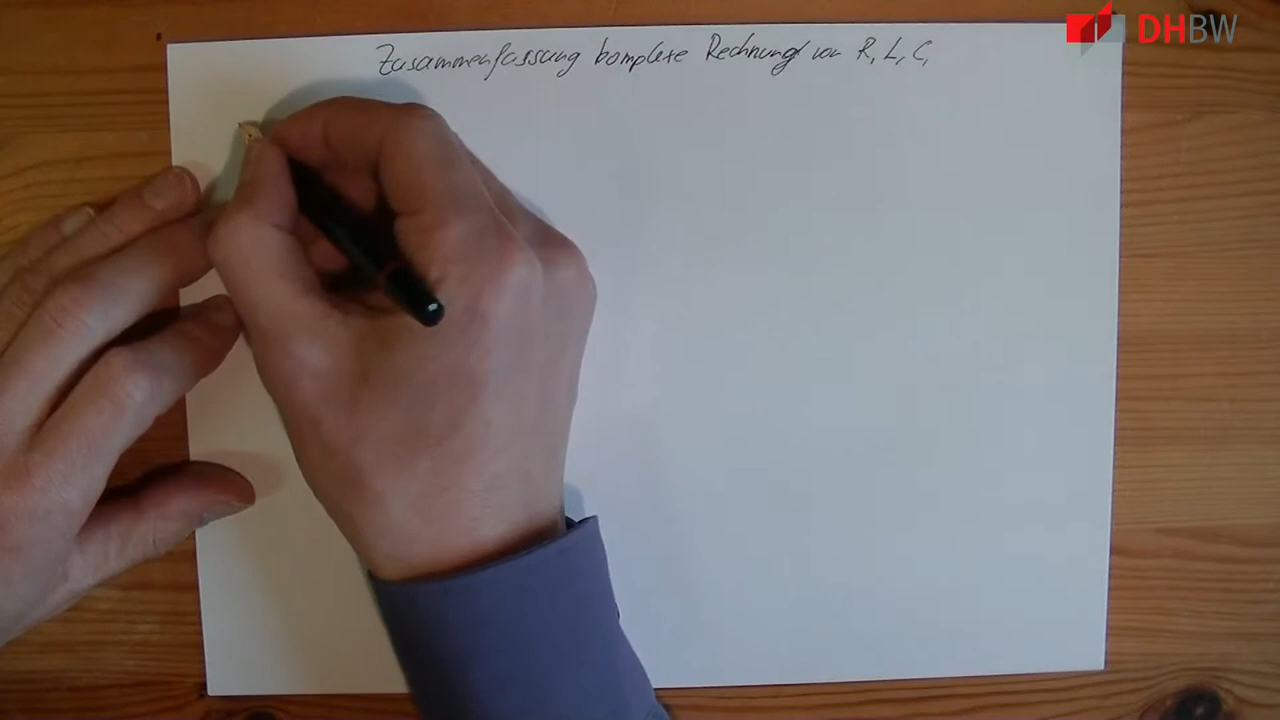 DHBW
Zusammenfassung komplexe Rechnung von R, L, C,